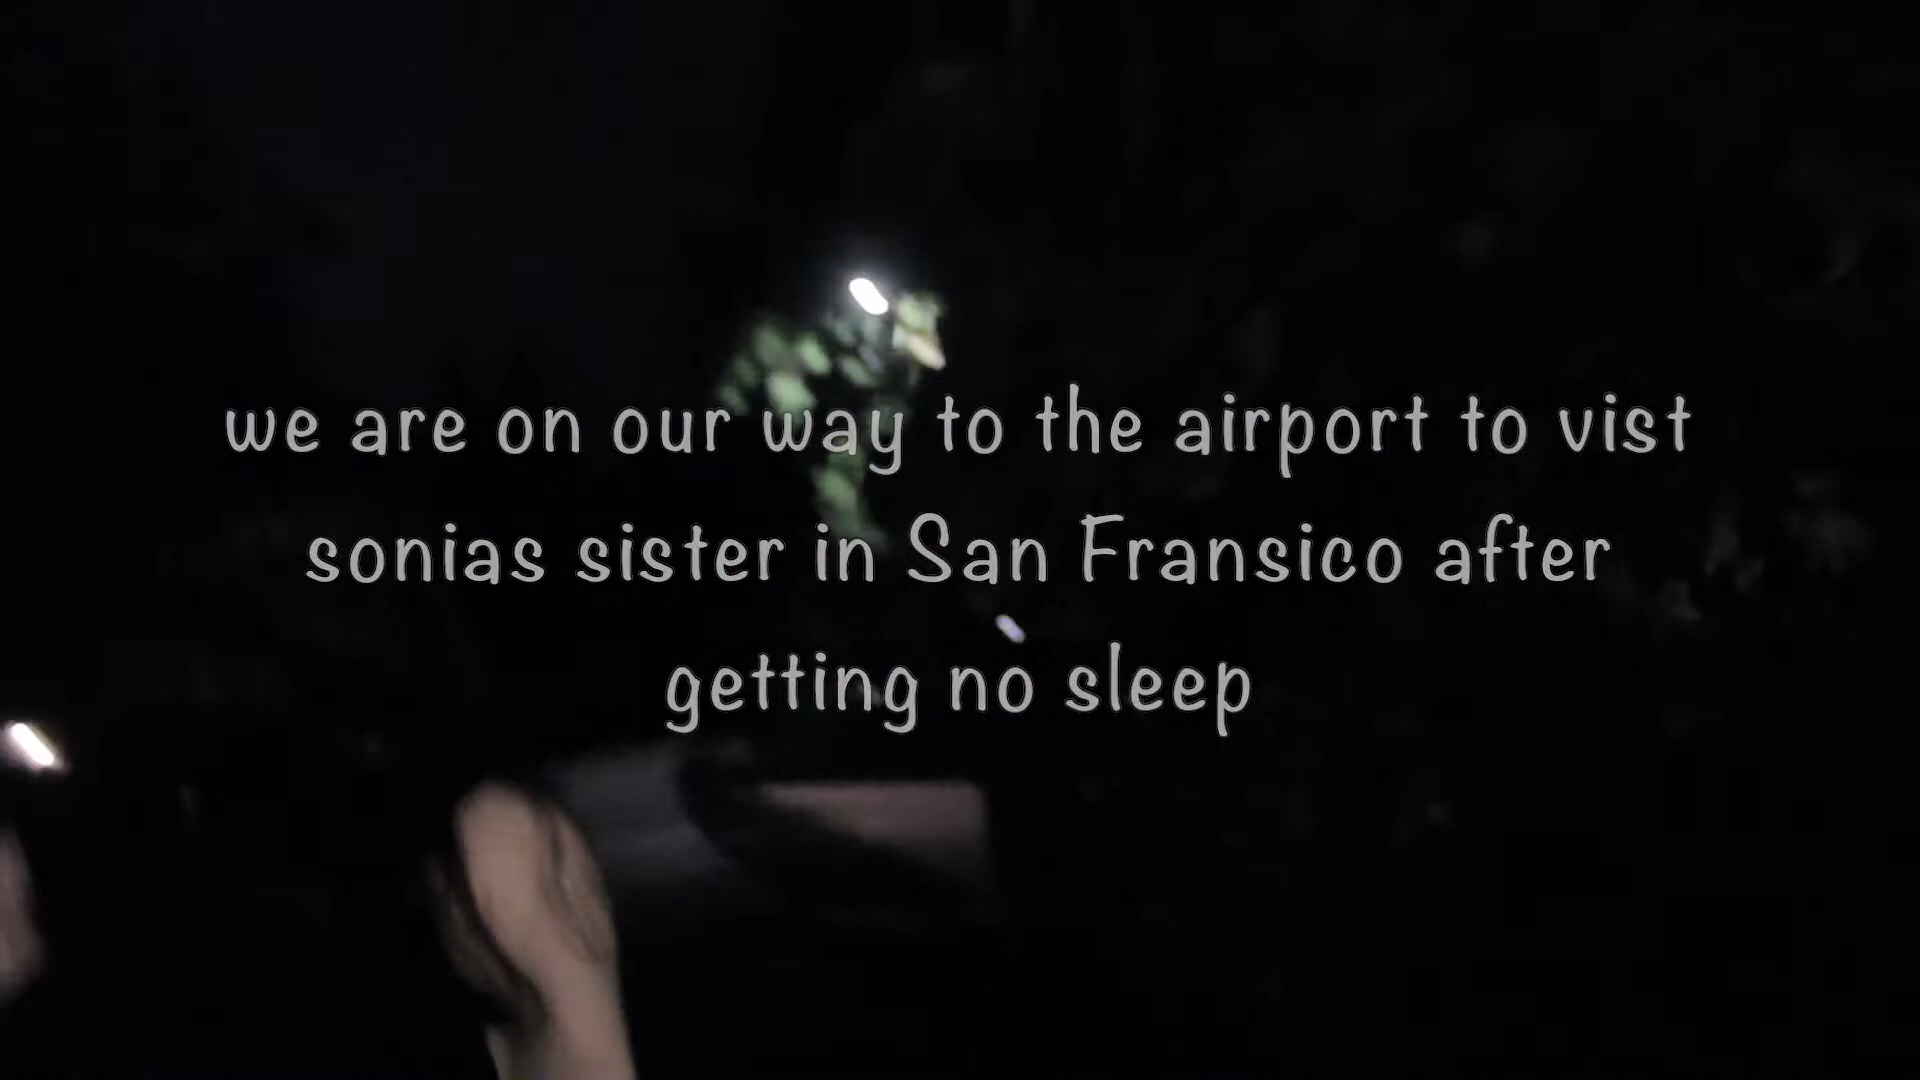 we are on our way to the airport to vist
sonias sister in San Fransico after
getting no sleep